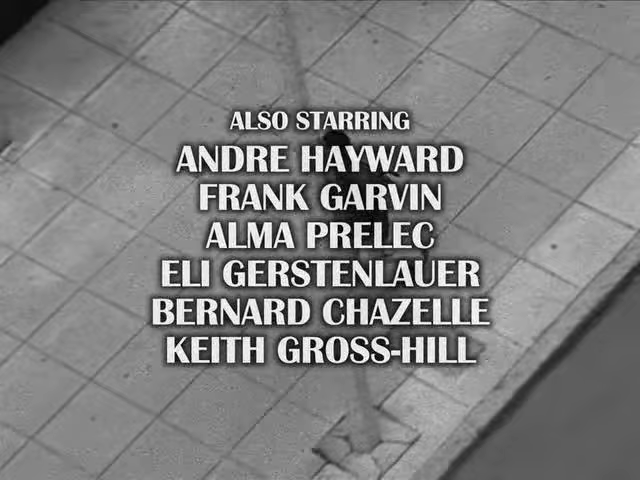 ALSO STARRING
ANDRE HAYWARD
FRANK GARVIN
ALMA PRELEC
ELI GERSTENLAUER
BERNARD CHAZELLE
KEITH GROSS-HILL